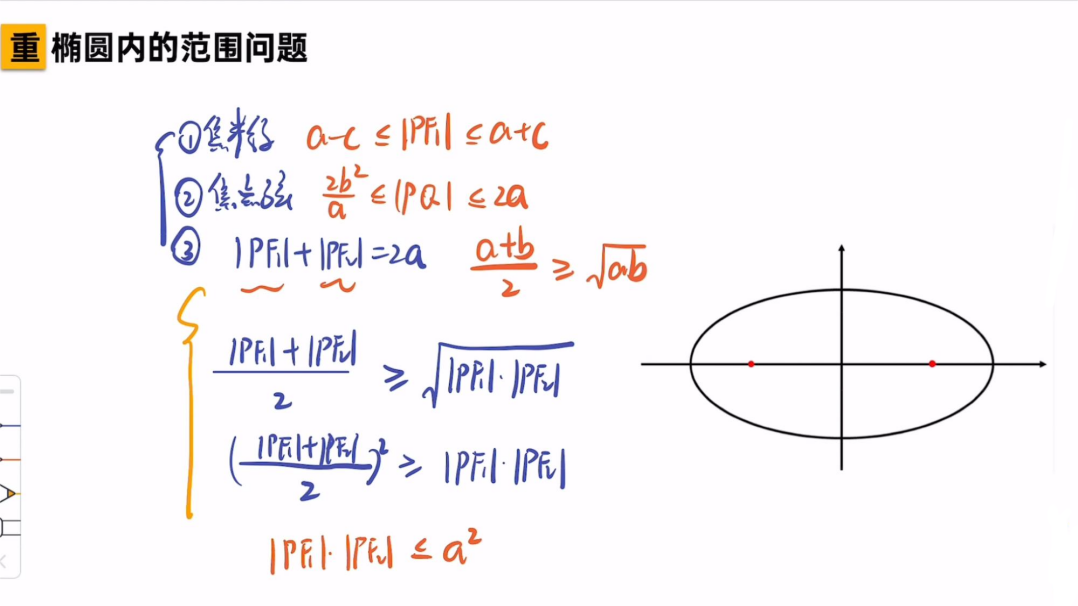 重 椭圆内的范围问题
①焦半径 a-c ≤ |PF₁| ≤ a+c
②焦点弦 2b²/a ≤ |PQ| ≤ 2a
③ |PF₁|+|PF₂|=2a (a+b)/2 ≥ √(ab)
(|PF₁|+|PF₂|)/2 ≥ √(|PF₁|·|PF₂|)
((|PF₁|+|PF₂|)/2)² ≥ |PF₁|·|PF₂|
|PF₁|·|PF₂| ≤ a²